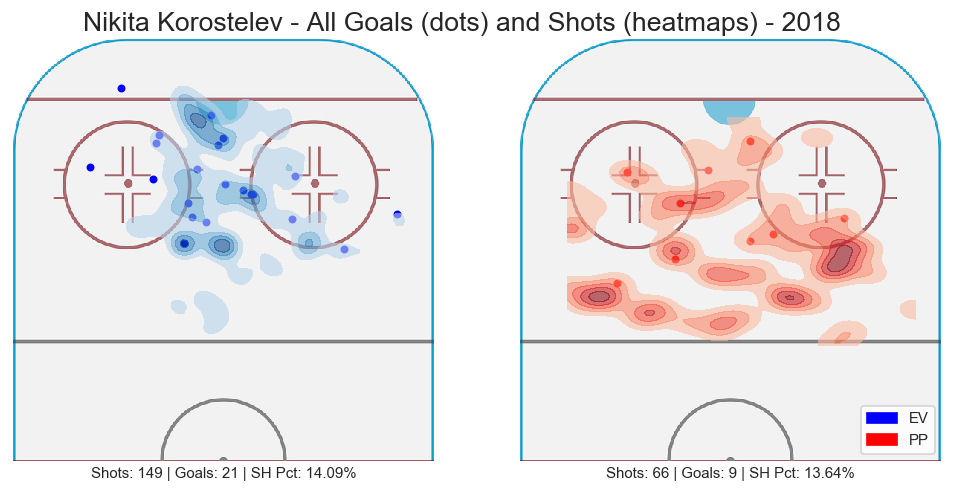 Nikita Korostelev - All Goals (dots) and Shots (heatmaps) - 2018
EV
PP
Shots: 149 | Goals: 21 | SH Pct: 14.09%
Shots: 66 | Goals: 9 | SH Pct: 13.64%